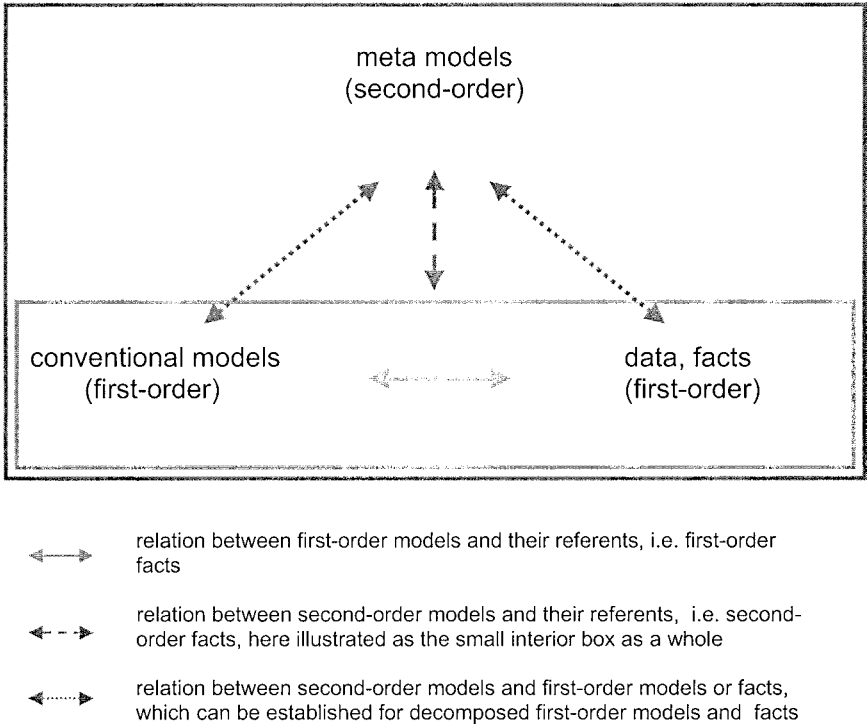 meta models
(second-order)
conventional models
(first-order)
data, facts
(first-order)
relation between first-order models and their referents, i.e. first-order
facts
relation between second-order models and their referents, i.e. second-
order facts, here illustrated as the small interior box as a whole
relation between second-order models and first-order models or facts,
which can be established for decomposed first-order models and facts